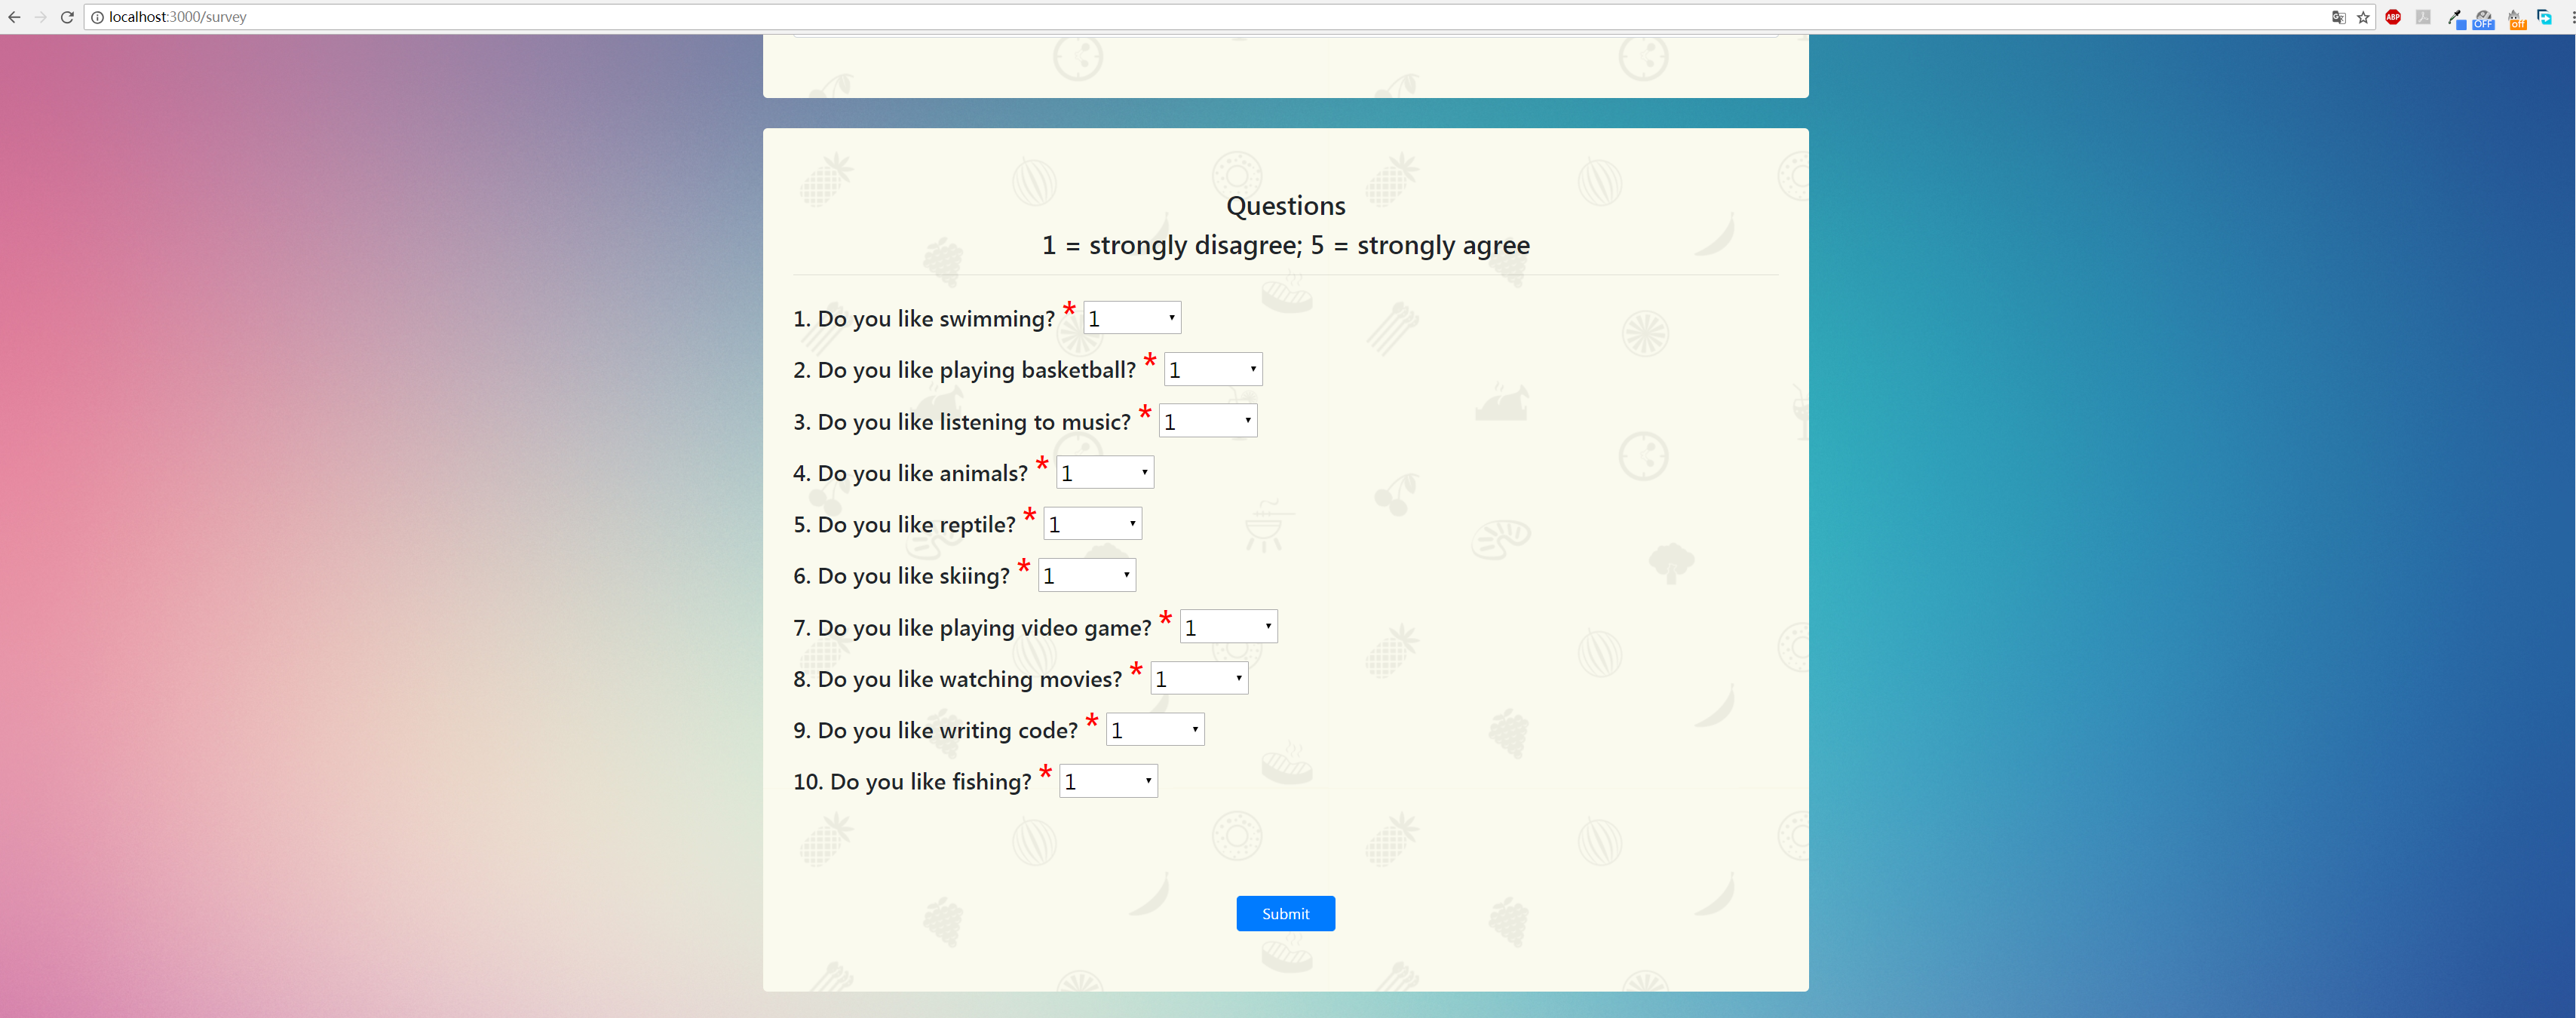 localhost:3000/survey
ABP
OFF
off
Questions
1 = strongly disagree; 5 = strongly agree
1. Do you like swimming? * 1
2. Do you like playing basketball? * 1
3. Do you like listening to music? * 1
4. Do you like animals? * 1
5. Do you like reptile? * 1
6. Do you like skiing? * 1
7. Do you like playing video game? * 1
8. Do you like watching movies? * 1
9. Do you like writing code? * 1
10. Do you like fishing? * 1
Submit